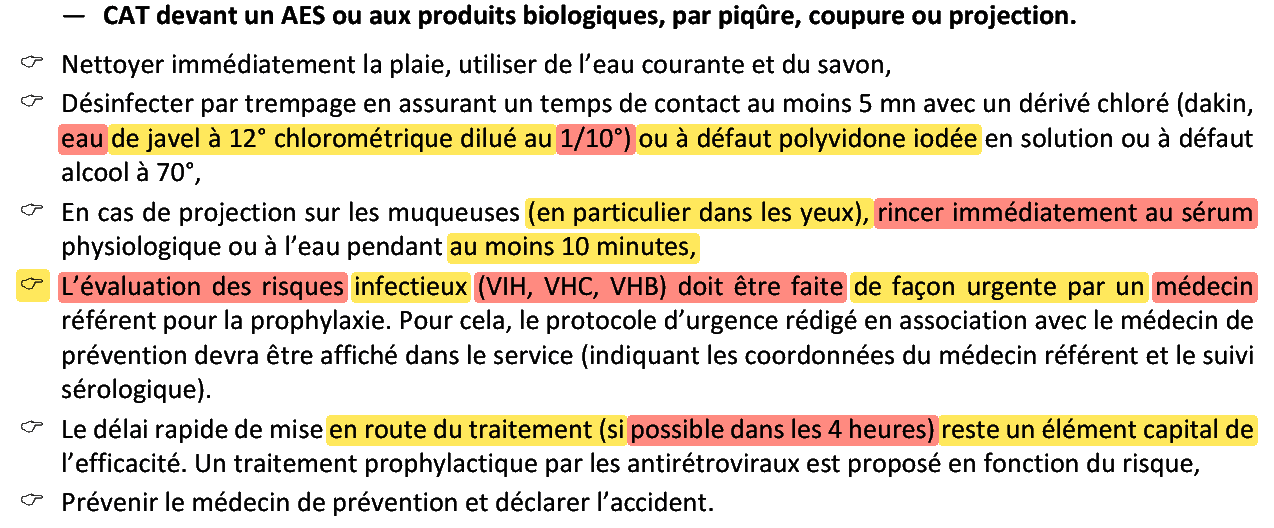 — CAT devant un AES ou aux produits biologiques, par piqûre, coupure ou projection.
☞ Nettoyer immédiatement la plaie, utiliser de l’eau courante et du savon,
☞ Désinfecter par trempage en assurant un temps de contact au moins 5 mn avec un dérivé chloré (dakin,
eau de javel à 12° chlorométrique dilué au 1/10°) ou à défaut polyvidone iodée en solution ou à défaut
alcool à 70°,
☞ En cas de projection sur les muqueuses (en particulier dans les yeux), rincer immédiatement au sérum
physiologique ou à l’eau pendant au moins 10 minutes,
☞ L’évaluation des risques infectieux (VIH, VHC, VHB) doit être faite de façon urgente par un médecin
référent pour la prophylaxie. Pour cela, le protocole d’urgence rédigé en association avec le médecin de
prévention devra être affiché dans le service (indiquant les coordonnées du médecin référent et le suivi
sérologique).
☞ Le délai rapide de mise en route du traitement (si possible dans les 4 heures) reste un élément capital de
l’efficacité. Un traitement prophylactique par les antirétroviraux est proposé en fonction du risque,
☞ Prévenir le médecin de prévention et déclarer l’accident.